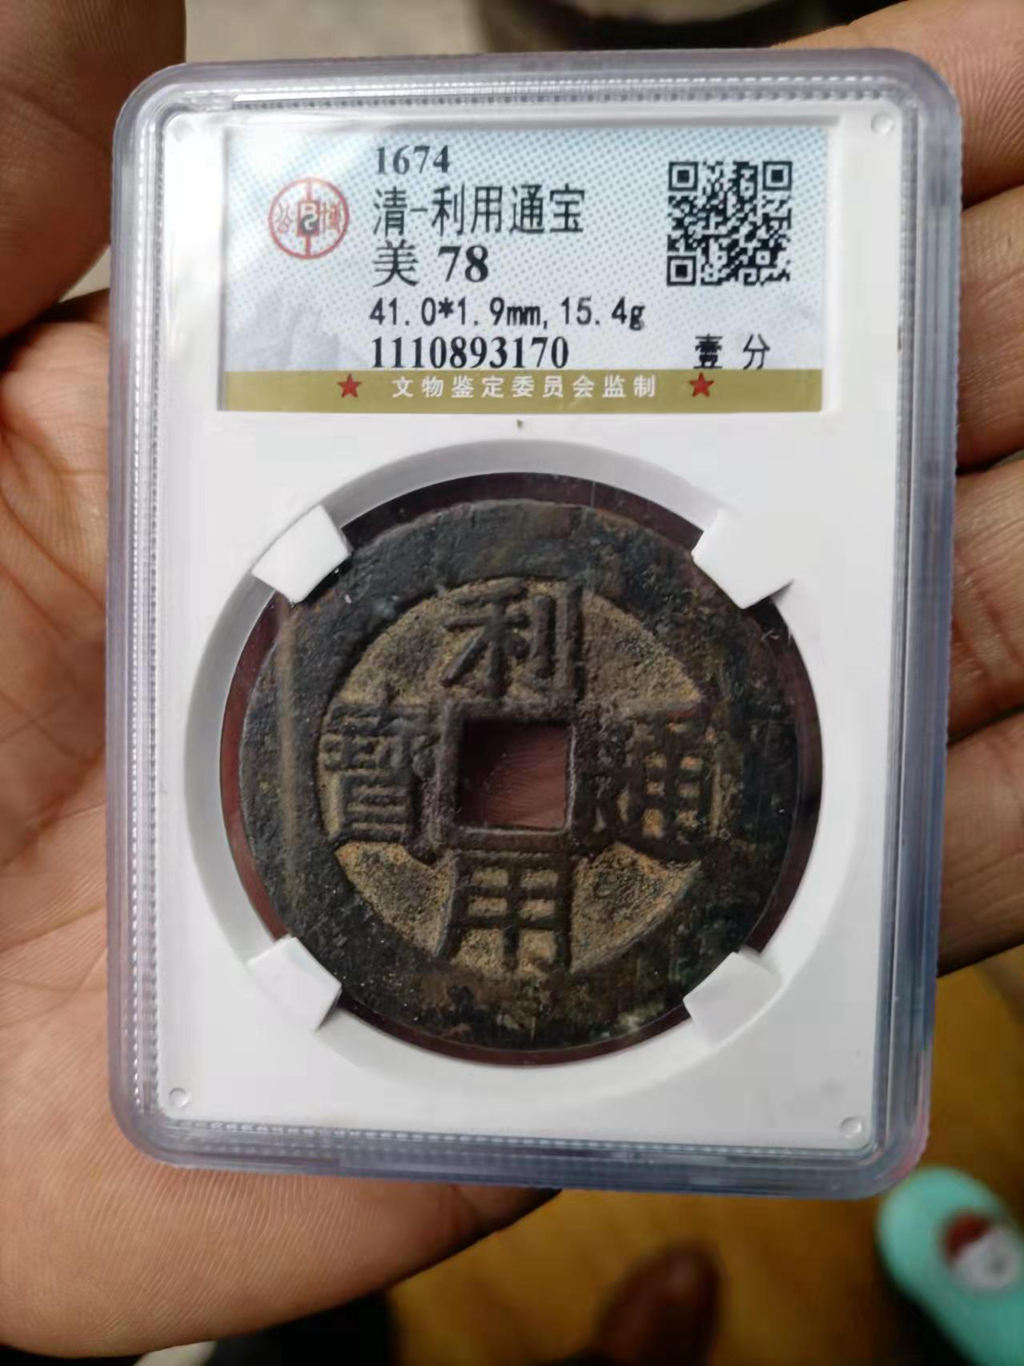 1674
清-利用通宝
美 78
41.0*1.9mm,15.4g
1110893170 壹 分
★ 文物鉴定委员会监制 ★
利
寶 通
用